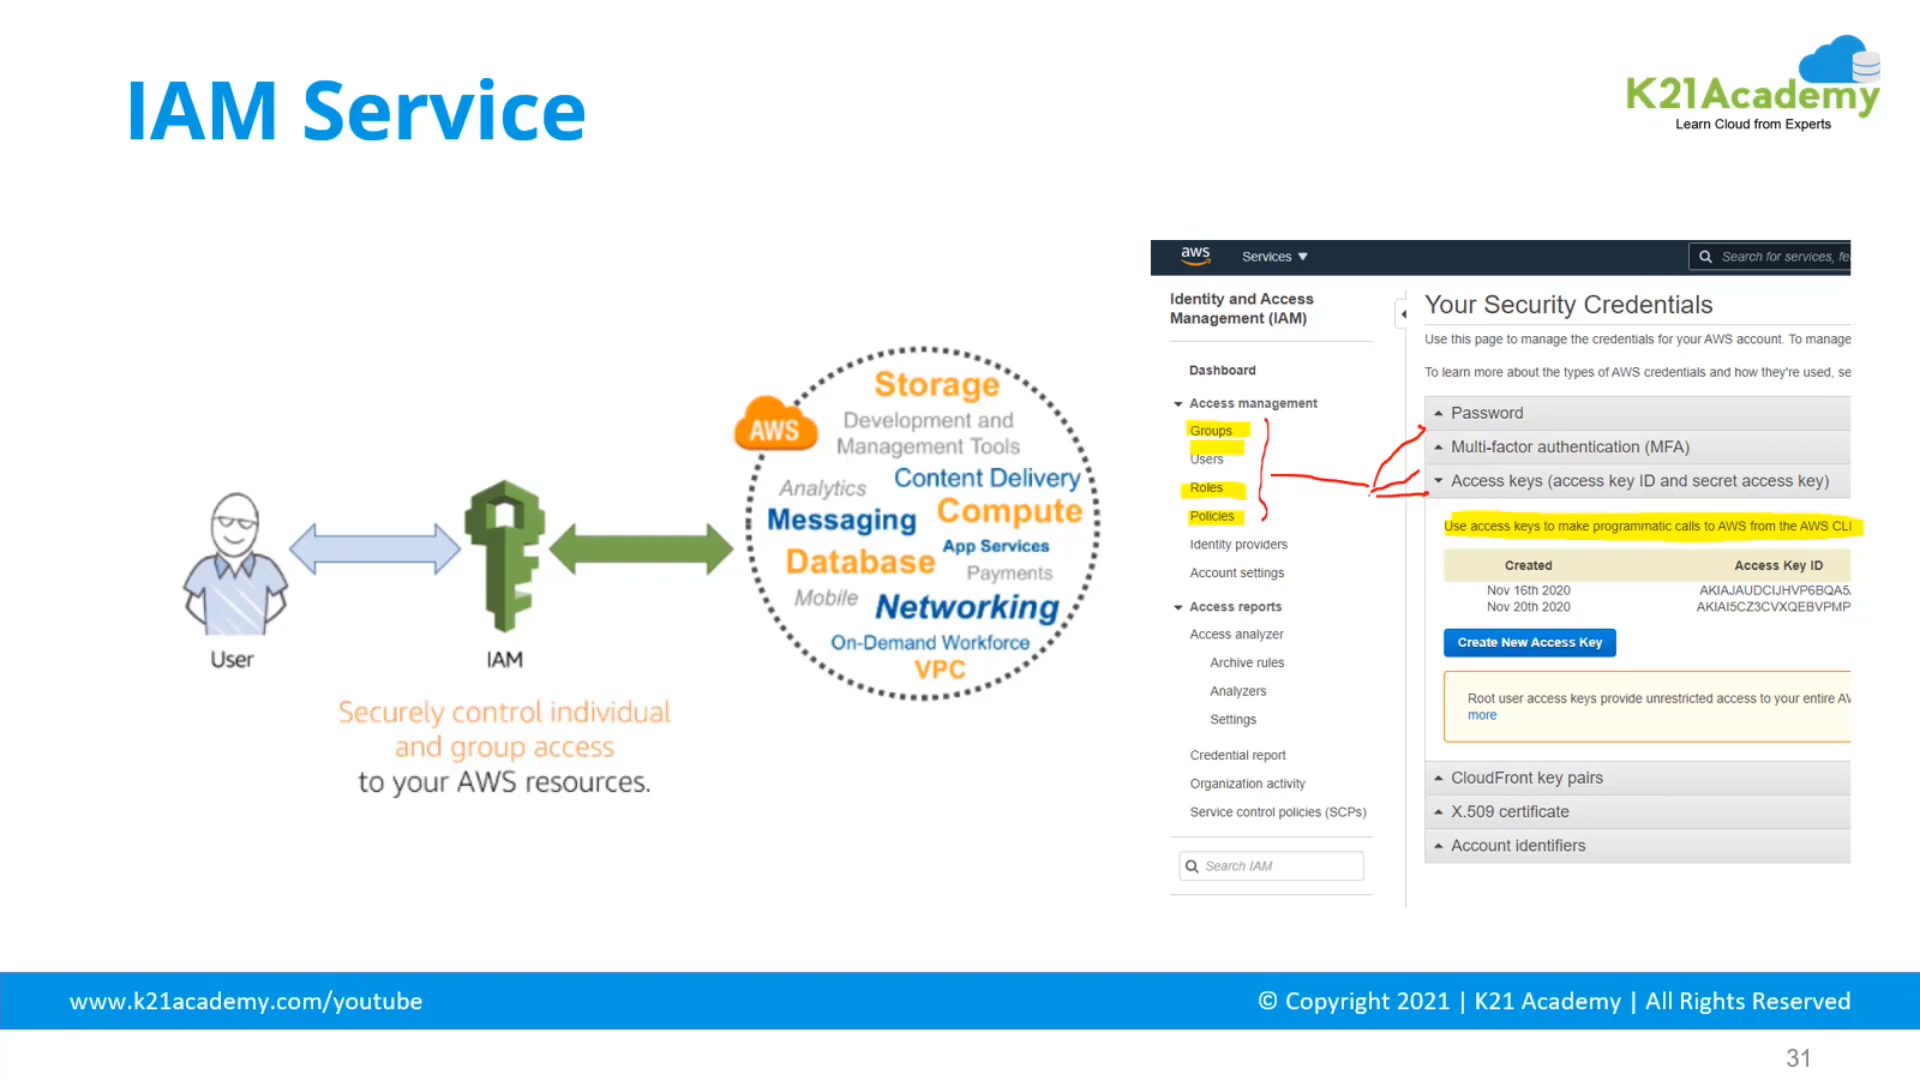 IAM Service
K21Academy
Learn Cloud from Experts
Storage
AWS
Development and
Management Tools
Content Delivery
Analytics
Messaging
Compute
App Services
Database
Payments
Mobile
Networking
On-Demand Workforce
VPC
User
IAM
Securely control individual
and group access
to your AWS resources.
aws
Services
Search for services, fe
Identity and Access
Management (IAM)
Dashboard
Access management
Groups
Users
Roles
Policies
Identity providers
Account settings
Access reports
Access analyzer
Archive rules
Analyzers
Settings
Credential report
Organization activity
Service control policies (SCPs)
Search IAM
Your Security Credentials
Use this page to manage the credentials for your AWS account. To manage
To learn more about the types of AWS credentials and how they're used, se
Password
Multi-factor authentication (MFA)
Access keys (access key ID and secret access key)
Use access keys to make programmatic calls to AWS from the AWS CLI
Created Access Key ID
Nov 16th 2020 AKIAJAUDCIJHVP6BQA5
Nov 20th 2020 AKIAI5CZ3CVXQEBVPMP
Create New Access Key
Root user access keys provide unrestricted access to your entire AV
more
CloudFront key pairs
X.509 certificate
Account identifiers
www.k21academy.com/youtube
© Copyright 2021 | K21 Academy | All Rights Reserved
31